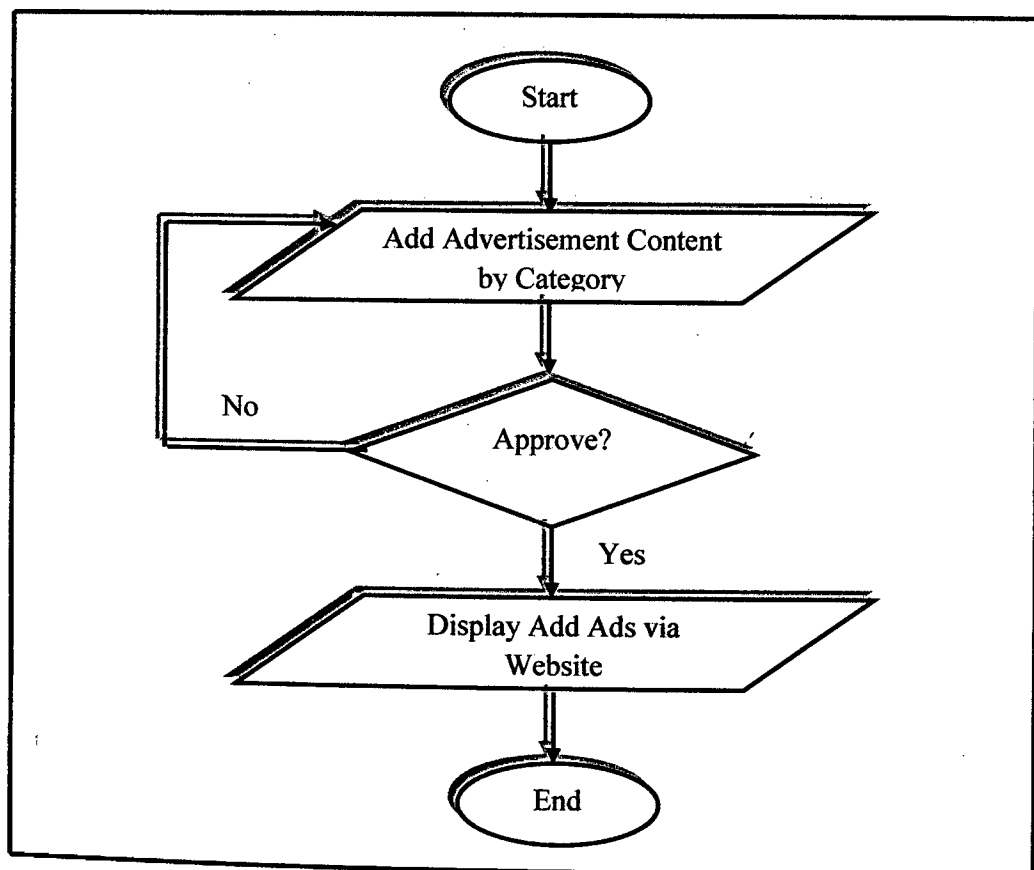 Start
Add Advertisement Content
by Category
No
Approve?
Yes
Display Add Ads via
Website
End